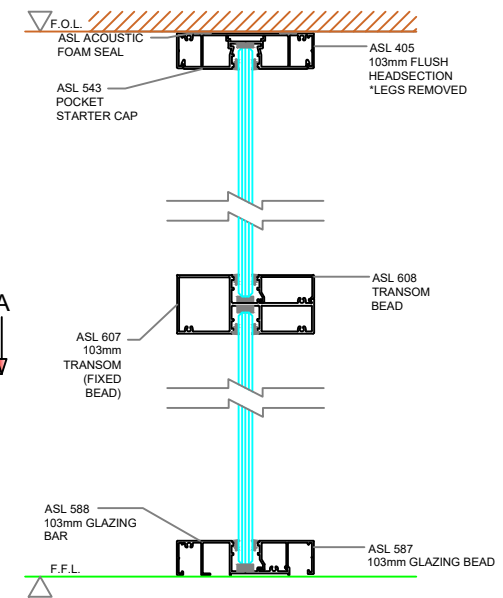 F.O.L.
ASL ACOUSTIC
FOAM SEAL
ASL 405
103mm FLUSH
HEADSECTION
*LEGS REMOVED
ASL 543
POCKET
STARTER CAP
A
ASL 608
TRANSOM
BEAD
ASL 607
103mm
TRANSOM
(FIXED
BEAD)
ASL 588
103mm GLAZING
BAR
ASL 587
103mm GLAZING BEAD
F.F.L.